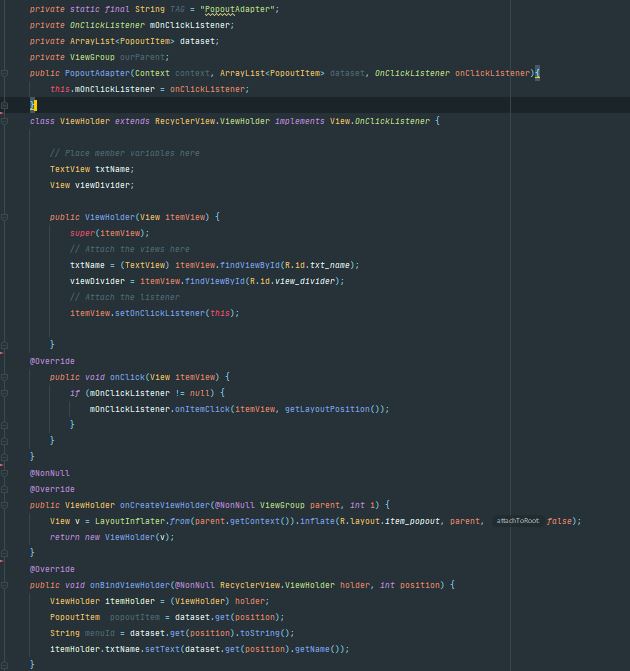 private static final String TAG = "PopoutAdapter";
private OnClickListener mOnClickListener;
private ArrayList<PopoutItem> dataset;
private ViewGroup ourParent;
public PopoutAdapter(Context context, ArrayList<PopoutItem> dataset, OnClickListener onClickListener){
this.mOnClickListener = onClickListener;
}
class ViewHolder extends RecyclerView.ViewHolder implements View.OnClickListener {
// Place member variables here
TextView txtName;
View viewDivider;
public ViewHolder(View itemView) {
super(itemView);
// Attach the views here
txtName = (TextView) itemView.findViewById(R.id.txt_name);
viewDivider = itemView.findViewById(R.id.view_divider);
// Attach the listener
itemView.setOnClickListener(this);
}
@Override
public void onClick(View itemView) {
if (mOnClickListener != null) {
mOnClickListener.onItemClick(itemView, getLayoutPosition());
}
}
}
@NonNull
@Override
public ViewHolder onCreateViewHolder(@NonNull ViewGroup parent, int i) {
View v = LayoutInflater.from(parent.getContext()).inflate(R.layout.item_popout, parent, attachToRoot false);
return new ViewHolder(v);
}
@Override
public void onBindViewHolder(@NonNull RecyclerView.ViewHolder holder, int position) {
ViewHolder itemHolder = (ViewHolder) holder;
PopoutItem popoutItem = dataset.get(position);
String menuId = dataset.get(position).toString();
itemHolder.txtName.setText(dataset.get(position).getName());
}